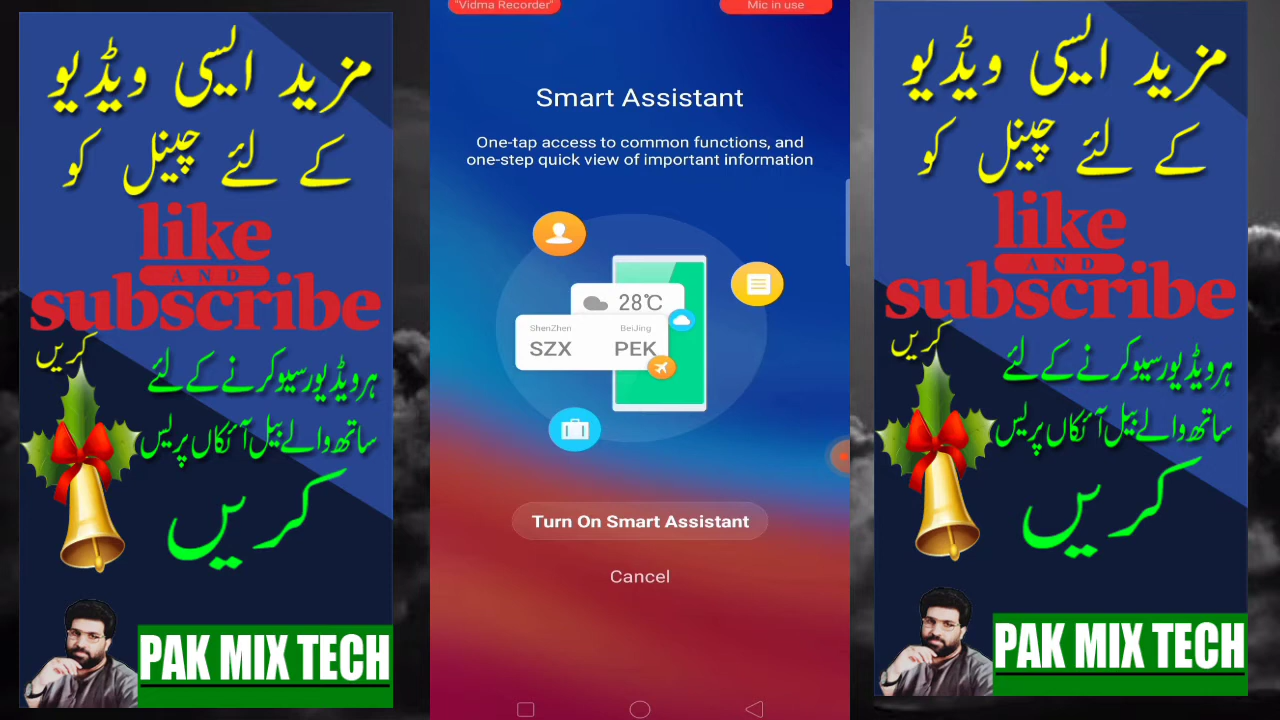 مزید ایسی ویڈیو
کے لئے چینل کو
like
AND
subscribe
کریں
ہر ویڈیو رسیو کرنے کے لئے
ساتھ والے بیل آئکاں پریس
کریں
PAK MIX TECH
"Vidma Recorder"
Mic in use
Smart Assistant
One-tap access to common functions, and
one-step quick view of important information
28℃
ShenZhen BeiJing
SZX PEK
Turn On Smart Assistant
Cancel
مزید ایسی ویڈیو
کے لئے چینل کو
like
AND
subscribe
کریں
ہر ویڈیو رسیو کرنے کے لئے
ساتھ والے بیل آئکاں پریس
کریں
PAK MIX TECH